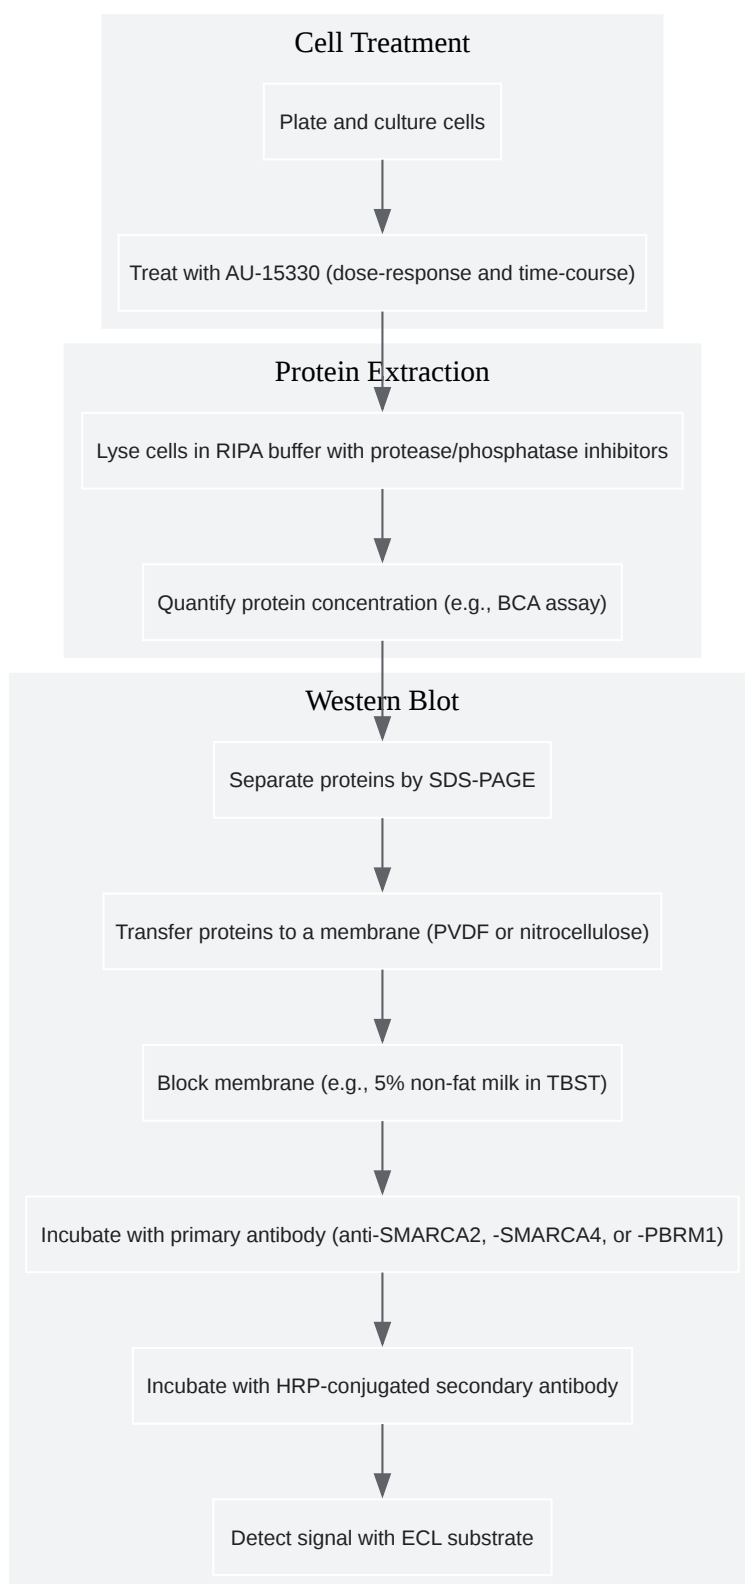 Cell Treatment
Plate and culture cells
Treat with AU-15330 (dose-response and time-course)
Protein Extraction
Lyse cells in RIPA buffer with protease/phosphatase inhibitors
Quantify protein concentration (e.g., BCA assay)
Western Blot
Separate proteins by SDS-PAGE
Transfer proteins to a membrane (PVDF or nitrocellulose)
Block membrane (e.g., 5% non-fat milk in TBST)
Incubate with primary antibody (anti-SMARCA2, -SMARCA4, or -PBRM1)
Incubate with HRP-conjugated secondary antibody
Detect signal with ECL substrate